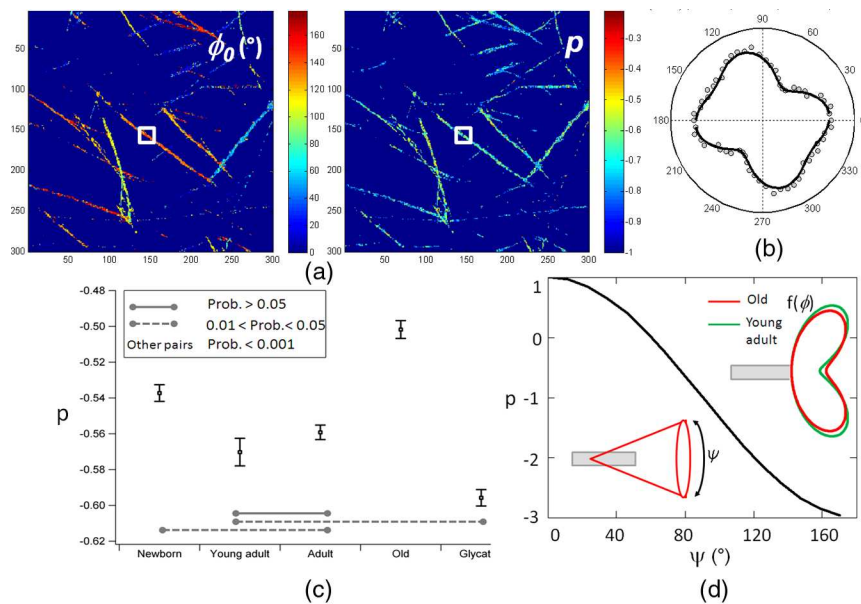 ϕ₀(°)
p
50
100
150
200
250
300
50 100 150 200 250 300
160
140
120
100
80
60
40
20
0
50
100
150
200
250
300
50 100 150 200 250 300
-0.3
-0.4
-0.5
-0.6
-0.7
-0.8
-0.9
-1
(a)
90
120
60
150
30
180
210
330
240
300
270
(b)
-0.48
-0.50
-0.52
-0.54
-0.56
-0.58
-0.60
-0.62
p
Prob. > 0.05
0.01 < Prob. < 0.05
Other pairs Prob. < 0.001
Newborn Young adult Adult Old Glycat
(c)
1
0
-1
-2
-3
p
Old
Young adult
f(ϕ)
ψ
0 40 80 120 160
ψ (°)
(d)